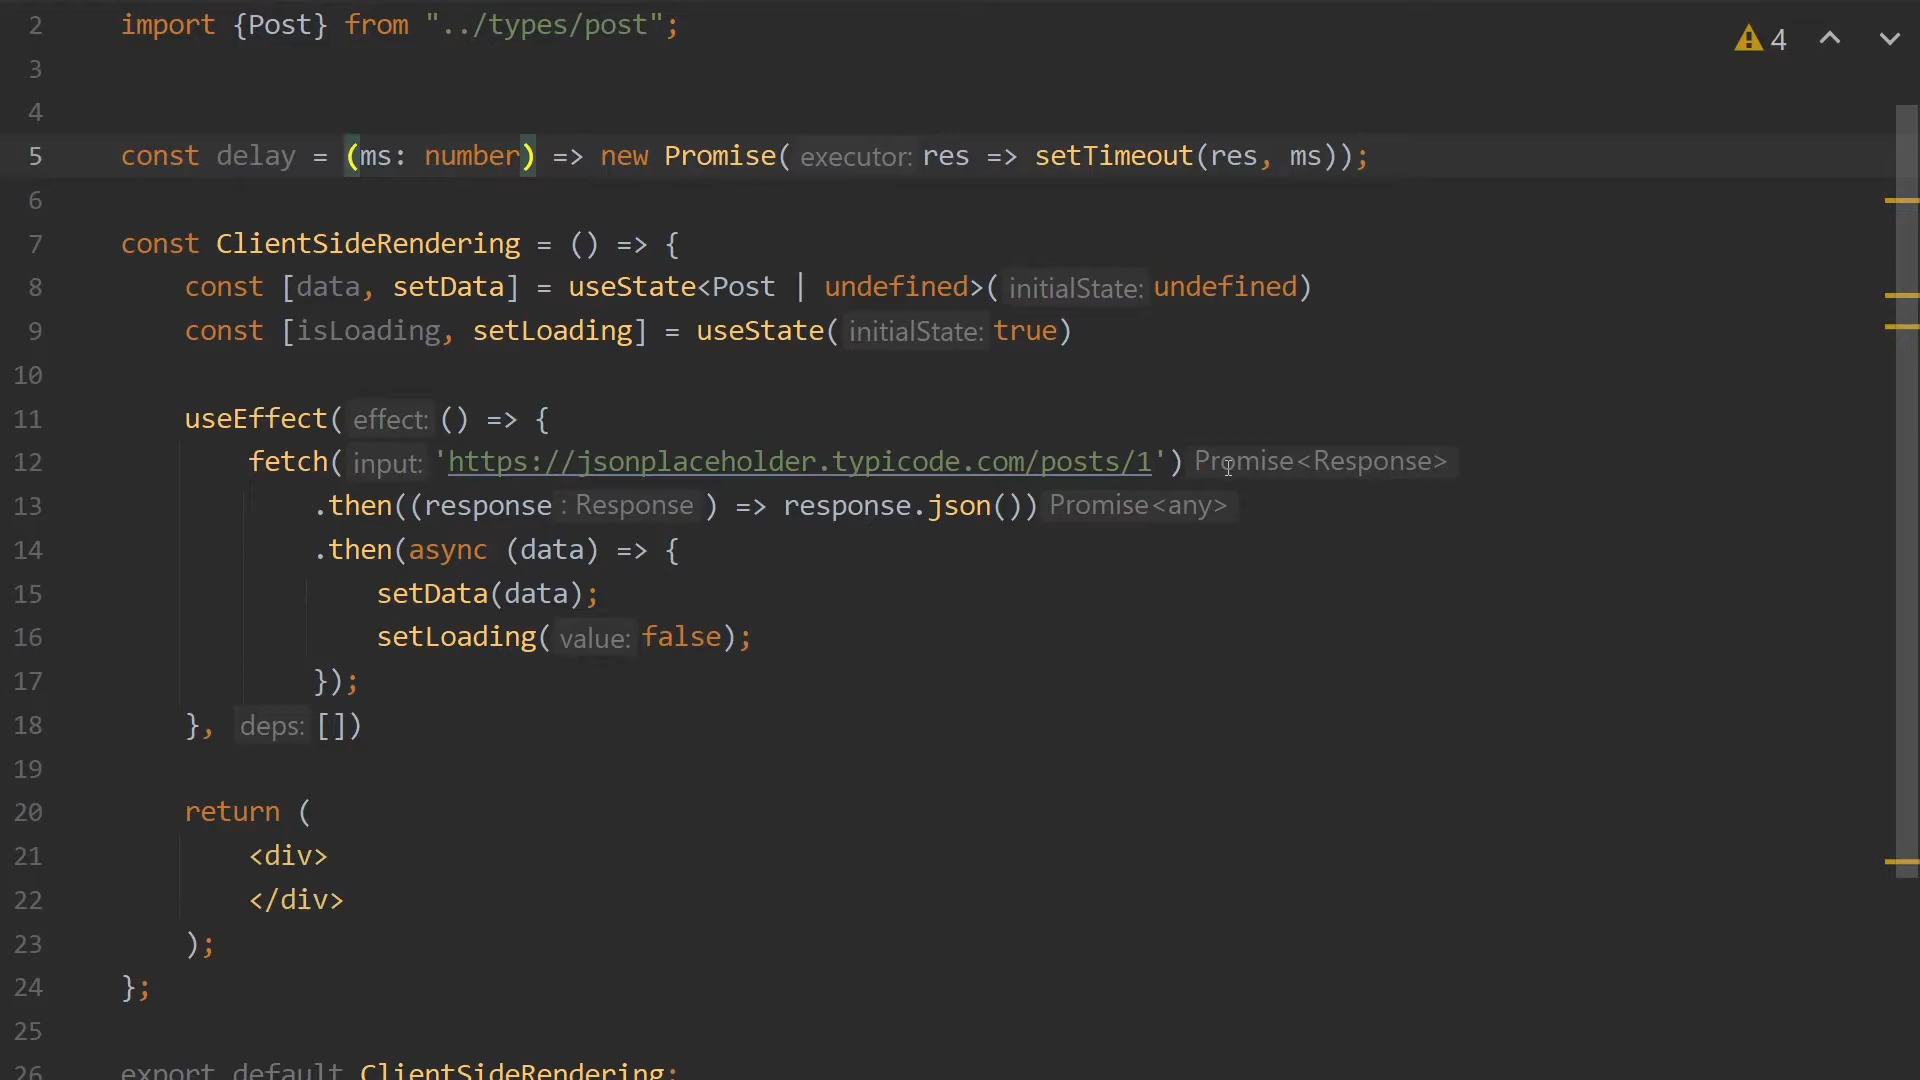 2 import {Post} from "../types/post";
4
3
4
5 const delay = (ms: number) => new Promise( executor: res => setTimeout(res, ms));
6
7 const ClientSideRendering = () => {
8 const [data, setData] = useState<Post | undefined>( initialState: undefined)
9 const [isLoading, setLoading] = useState( initialState: true)
10
11 useEffect( effect: () => {
12 fetch( input: 'https://jsonplaceholder.typicode.com/posts/1') Promise<Response>
13 .then((response : Response ) => response.json()) Promise<any>
14 .then(async (data) => {
15 setData(data);
16 setLoading( value: false);
17 });
18 }, deps: [])
19
20 return (
21 <div>
22 </div>
23 );
24 };
25
26 export default ClientSideRendering;